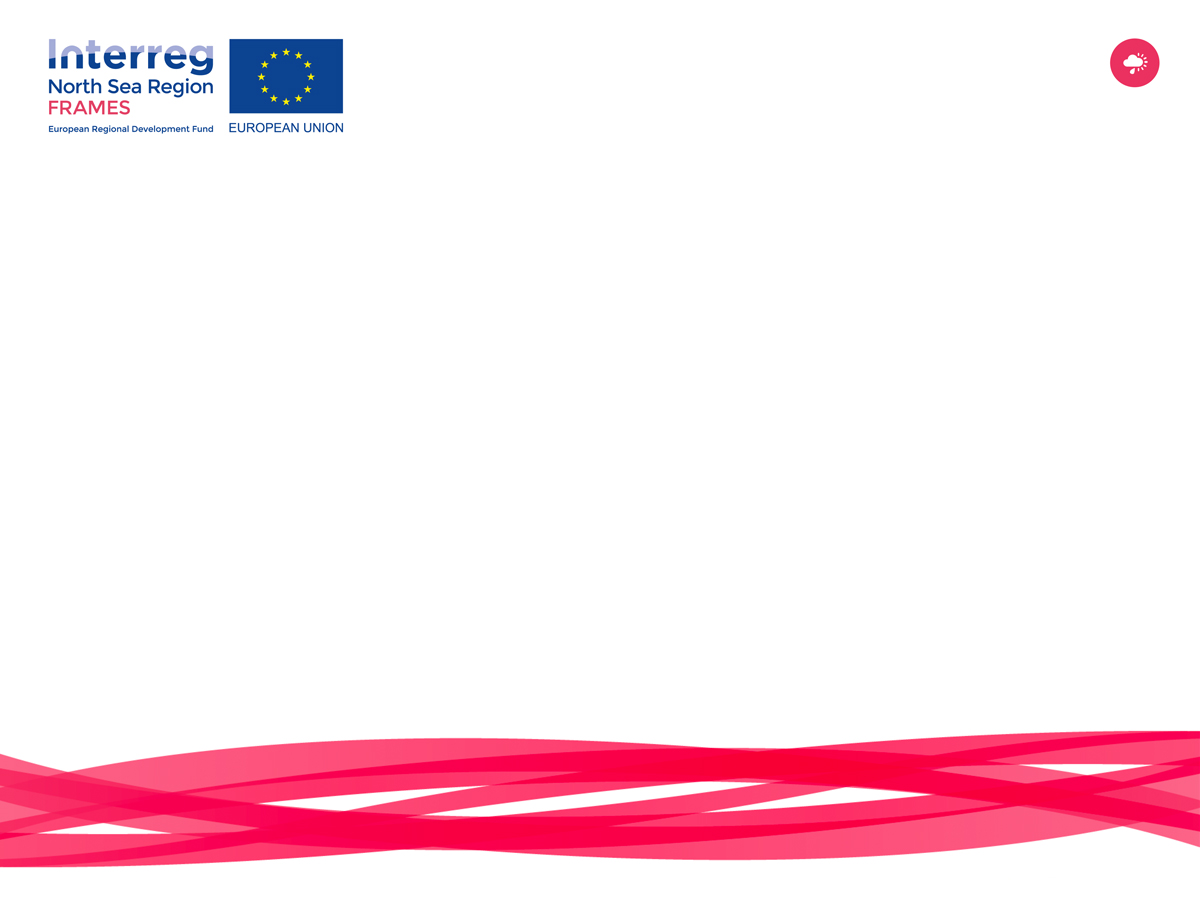 Interreg
North Sea Region
FRAMES
European Regional Development Fund
EUROPEAN UNION